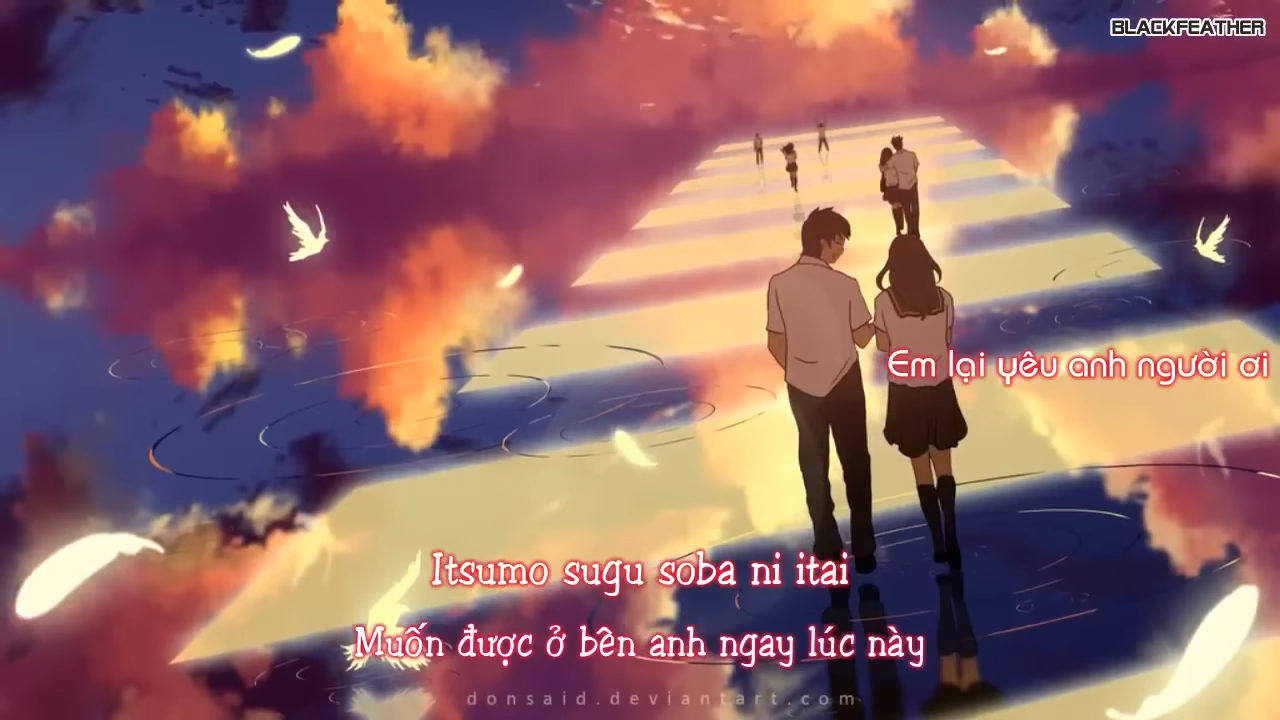 BLACKFEATHER
Em lại yêu anh người ơi
Itsumo sugu soba ni itai
Muốn được ở bên anh ngay lúc này
donsaid.deviantart.com